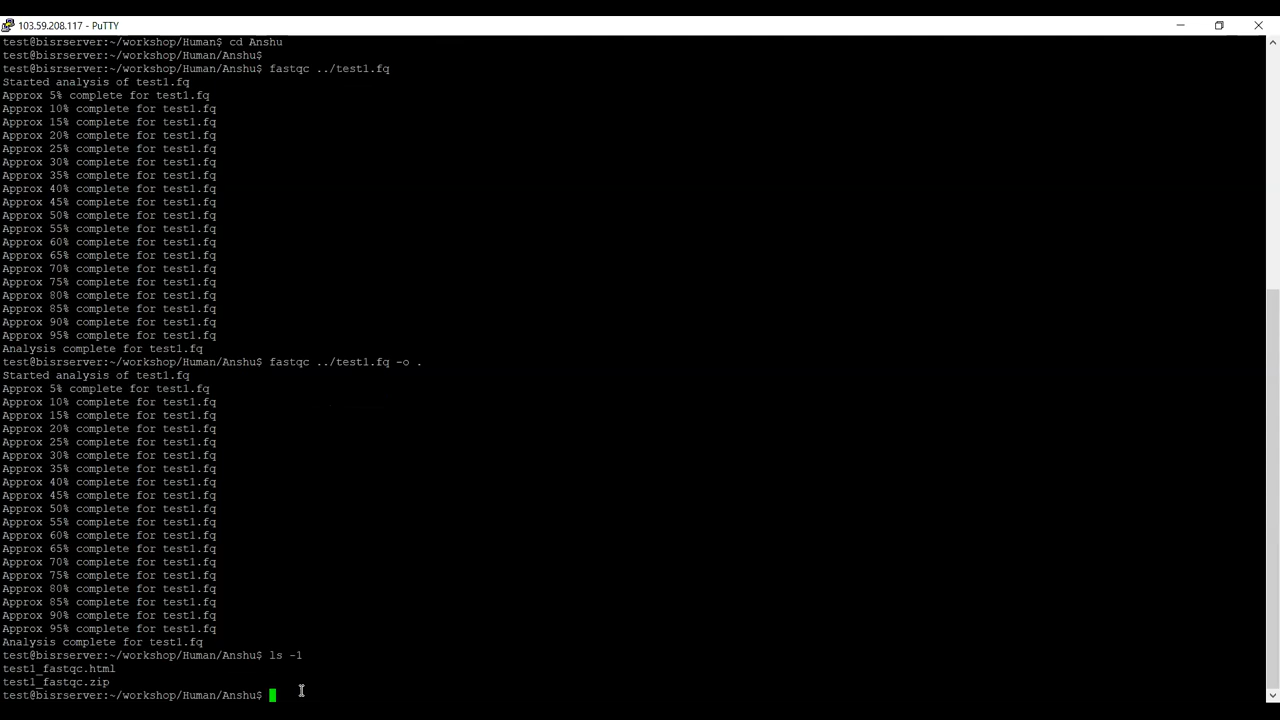 103.59.208.117 - PuTTY
test@bisrserver:~/workshop/Human$ cd Anshu
test@bisrserver:~/workshop/Human/Anshu$
test@bisrserver:~/workshop/Human/Anshu$ fastqc ../test1.fq
Started analysis of test1.fq
Approx 5% complete for test1.fq
Approx 10% complete for test1.fq
Approx 15% complete for test1.fq
Approx 20% complete for test1.fq
Approx 25% complete for test1.fq
Approx 30% complete for test1.fq
Approx 35% complete for test1.fq
Approx 40% complete for test1.fq
Approx 45% complete for test1.fq
Approx 50% complete for test1.fq
Approx 55% complete for test1.fq
Approx 60% complete for test1.fq
Approx 65% complete for test1.fq
Approx 70% complete for test1.fq
Approx 75% complete for test1.fq
Approx 80% complete for test1.fq
Approx 85% complete for test1.fq
Approx 90% complete for test1.fq
Approx 95% complete for test1.fq
Analysis complete for test1.fq
test@bisrserver:~/workshop/Human/Anshu$ fastqc ../test1.fq -o .
Started analysis of test1.fq
Approx 5% complete for test1.fq
Approx 10% complete for test1.fq
Approx 15% complete for test1.fq
Approx 20% complete for test1.fq
Approx 25% complete for test1.fq
Approx 30% complete for test1.fq
Approx 35% complete for test1.fq
Approx 40% complete for test1.fq
Approx 45% complete for test1.fq
Approx 50% complete for test1.fq
Approx 55% complete for test1.fq
Approx 60% complete for test1.fq
Approx 65% complete for test1.fq
Approx 70% complete for test1.fq
Approx 75% complete for test1.fq
Approx 80% complete for test1.fq
Approx 85% complete for test1.fq
Approx 90% complete for test1.fq
Approx 95% complete for test1.fq
Analysis complete for test1.fq
test@bisrserver:~/workshop/Human/Anshu$ ls -1
test1_fastqc.html
test1_fastqc.zip
test@bisrserver:~/workshop/Human/Anshu$